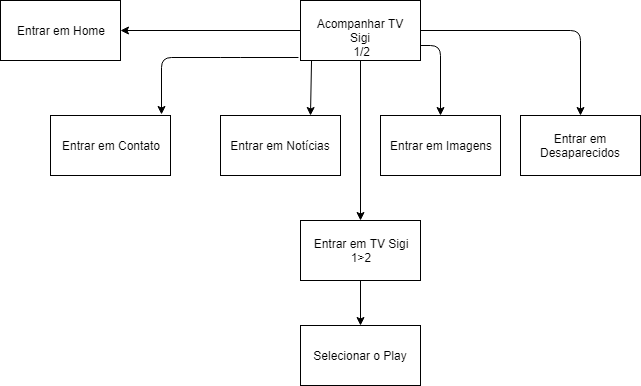 Entrar em Home
Acompanhar TV
Sigi
1/2
Entrar em Contato
Entrar em Notícias
Entrar em Imagens
Entrar em
Desaparecidos
Entrar em TV Sigi
1>2
Selecionar o Play